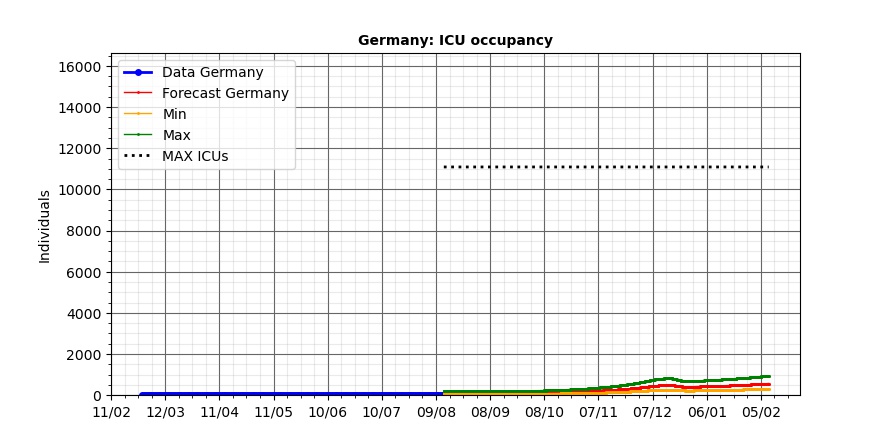 Germany: ICU occupancy
Data Germany
Forecast Germany
Min
Max
MAX ICUs
Individuals
16000
14000
12000
10000
8000
6000
4000
2000
0
11/02 12/03 11/04 11/05 10/06 10/07 09/08 08/09 08/10 07/11 07/12 06/01 05/02